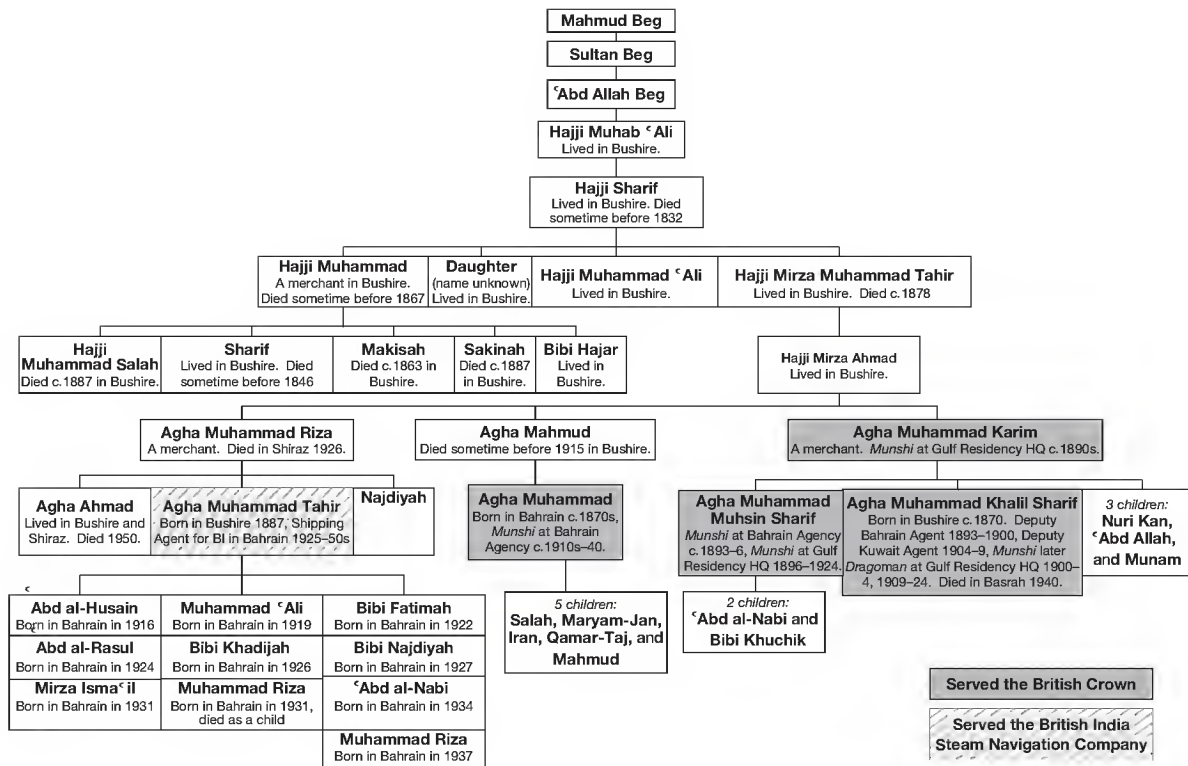 Mahmud Beg
Sultan Beg
ʿAbd Allah Beg
Hajji Muhab ʿAli
Lived in Bushire.
Hajji Sharif
Lived in Bushire. Died
sometime before 1832
Hajji Muhammad
A merchant in Bushire.
Died sometime before 1867
Daughter
(name unknown)
Lived in Bushire.
Hajji Muhammad ʿAli
Lived in Bushire.
Hajji Mirza Muhammad Tahir
Lived in Bushire. Died c.1878
Hajji
Muhammad Salah
Died c.1887 in Bushire.
Sharif
Lived in Bushire. Died
sometime before 1846
Makisah
Died c.1863 in
Bushire.
Sakinah
Died c.1887
in Bushire.
Bibi Hajar
Lived in
Bushire.
Hajji Mirza Ahmad
Lived in Bushire.
Agha Muhammad Riza
A merchant. Died in Shiraz 1926.
Agha Mahmud
Died sometime before 1915 in Bushire.
Agha Muhammad Karim
A merchant. Munshi at Gulf Residency HQ c.1890s.
Agha Ahmad
Lived in Bushire and
Shiraz. Died 1950.
Agha Muhammad Tahir
Born in Bushire 1887, Shipping
Agent for BI in Bahrain 1925–50s
Najdiyah
Agha Muhammad
Born in Bahrain c.1870s,
Munshi at Bahrain
Agency c.1910s–40.
Agha Muhammad
Muhsin Sharif
Munshi at Bahrain Agency
c.1893–6, Munshi at Gulf
Residency HQ 1896–1924.
Agha Muhammad Khalil Sharif
Born in Bushire c.1870. Deputy
Bahrain Agent 1893–1900, Deputy
Kuwait Agent 1904–9, Munshi later
Dragoman at Gulf Residency HQ 1900–
4, 1909–24. Died in Basrah 1940.
3 children:
Nuri Kan,
ʿAbd Allah,
and Munam
ʿAbd al-Husain
Born in Bahrain in 1916
Muhammad ʿAli
Born in Bahrain in 1919
Bibi Fatimah
Born in Bahrain in 1922
ʿAbd al-Rasul
Born in Bahrain in 1924
Bibi Khadijah
Born in Bahrain in 1926
Bibi Najdiyah
Born in Bahrain in 1927
Mirza Ismaʿil
Born in Bahrain in 1931
Muhammad Riza
Born in Bahrain in 1931,
died as a child
ʿAbd al-Nabi
Born in Bahrain in 1934
Muhammad Riza
Born in Bahrain in 1937
5 children:
Salah, Maryam-Jan,
Iran, Qamar-Taj, and
Mahmud
2 children:
ʿAbd al-Nabi and
Bibi Khuchik
Served the British Crown
Served the British India
Steam Navigation Company